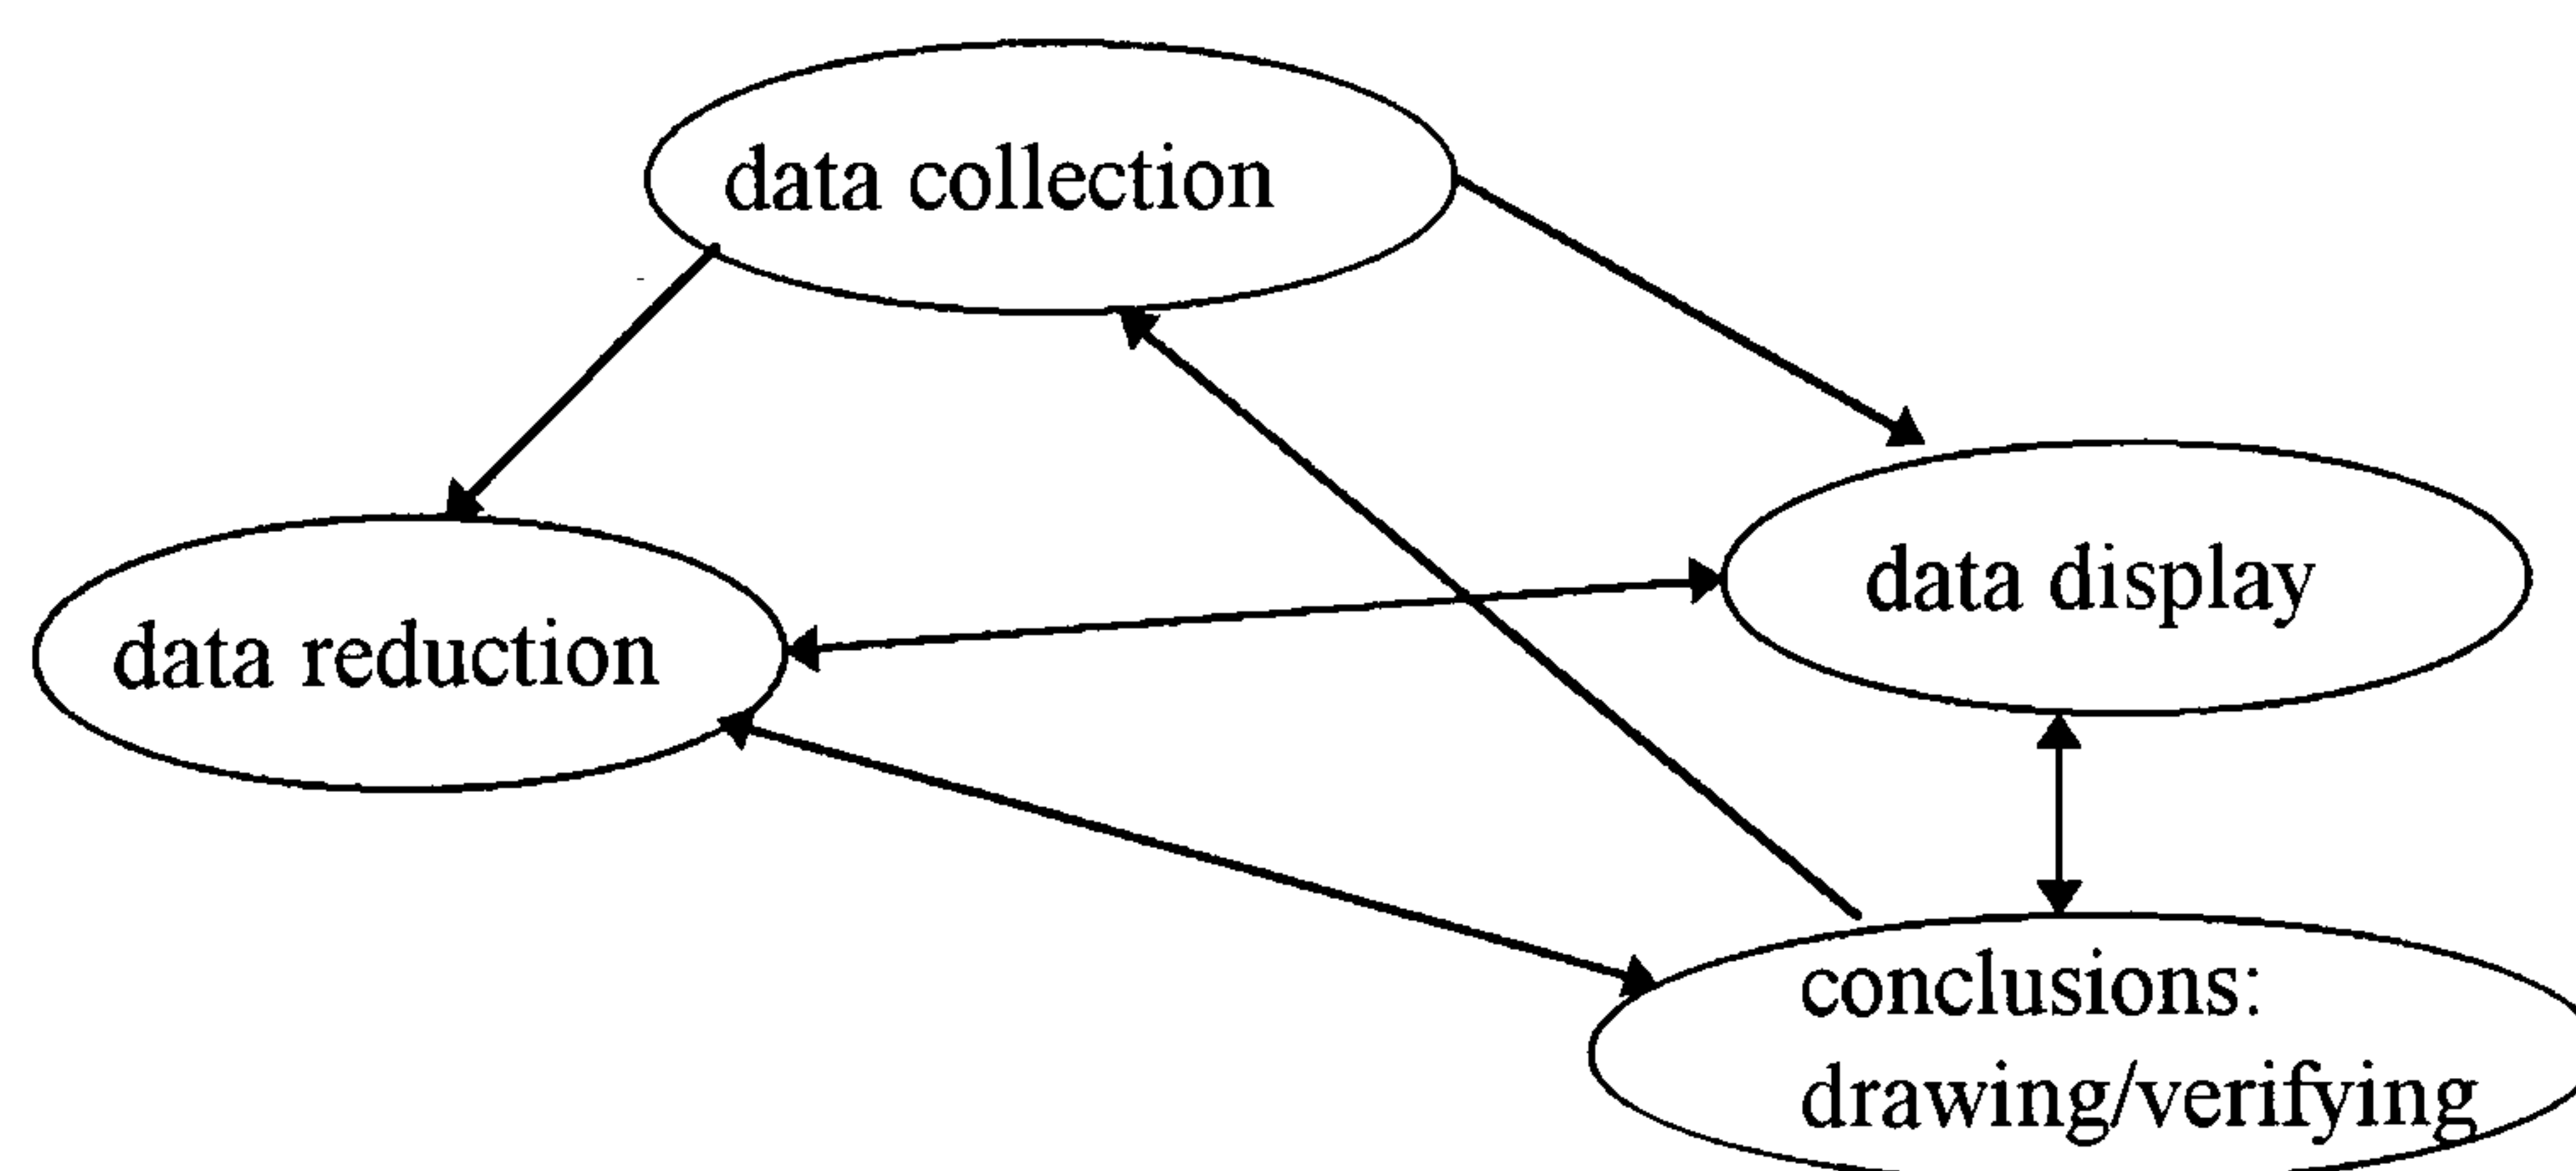 data collection
data display
data reduction
conclusions:
drawing/verifying